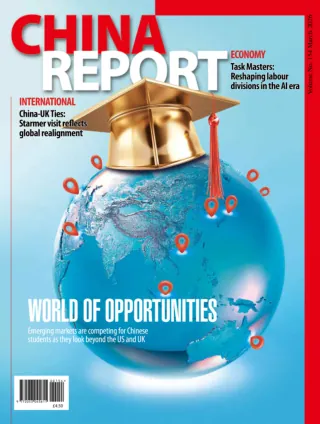 CHINA
REPORT
ECONOMY
Task Masters:
Reshaping labour
divisions in the AI era
INTERNATIONAL
China-UK Ties:
Starmer visit reflects
global realignment
WORLD OF OPPORTUNITIES
Emerging markets are competing for Chinese
students as they look beyond the US and UK
£4.50